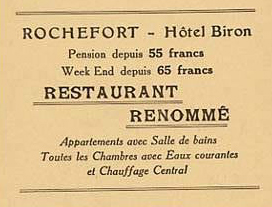 ROCHEFORT - Hôtel Biron
Pension depuis 55 francs
Week End depuis 65 francs
RESTAURANT
RENOMMÉ
Appartements avec Salle de bains
Toutes les Chambres avec Eaux courantes
et Chauffage Central